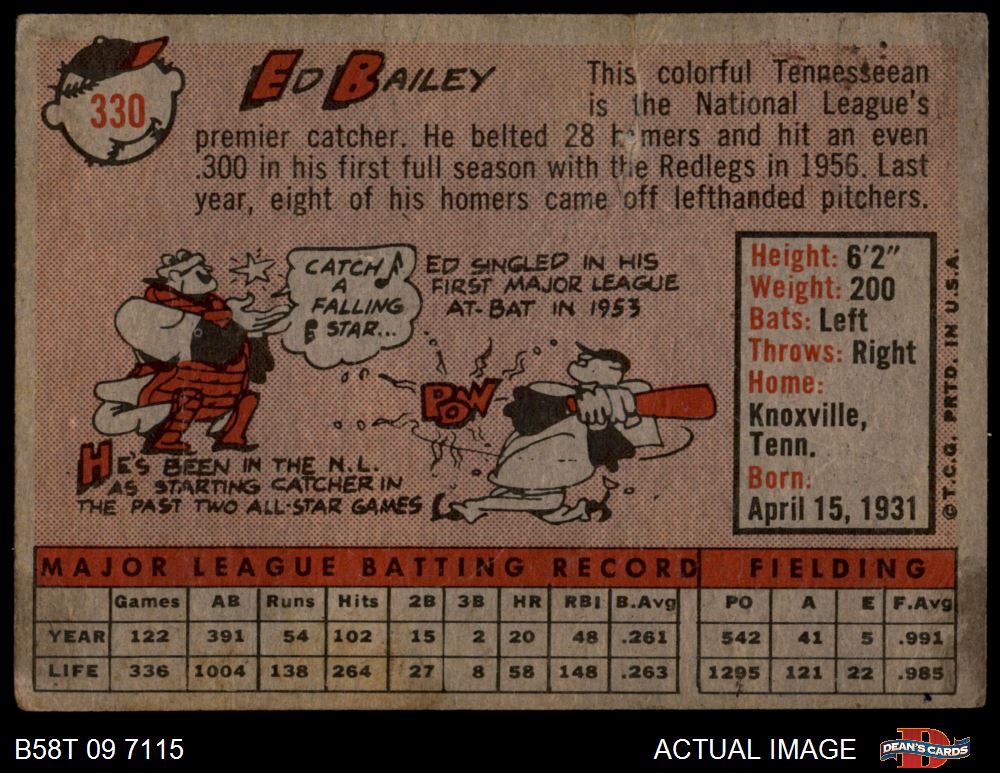 330
ED BAILEY
This colorful Tennesseean
is the National League's
premier catcher. He belted 28 homers and hit an even
.300 in his first full season with the Redlegs in 1956. Last
year, eight of his homers came off lefthanded pitchers.
CATCH
A
FALLING
STAR...
ED SINGLED IN HIS
FIRST MAJOR LEAGUE
AT-BAT IN 1953
POW
HE'S BEEN IN THE N.L.
AS STARTING CATCHER IN
THE PAST TWO ALL-STAR GAMES
Height: 6'2"
Weight: 200
Bats: Left
Throws: Right
Home:
Knoxville,
Tenn.
Born:
April 15, 1931
©T.C.G. PRTD. IN U.S.A.
MAJOR LEAGUE BATTING RECORD FIELDING
Games AB Runs Hits 2B 3B HR RBI B.Avg PO A E F.Avg
YEAR 122 391 54 102 15 2 20 48 .261 542 41 5 .991
LIFE 336 1004 138 264 27 8 58 148 .263 1295 121 22 .985
B58T 09 7115 ACTUAL IMAGE DEAN'S CARDS